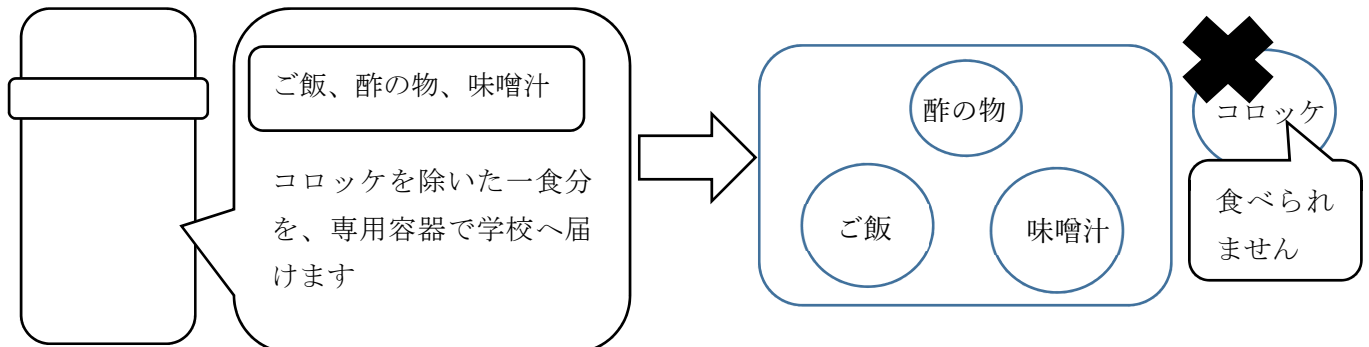 ご飯、酢の物、味噌汁
コロッケを除いた一食分
を、専用容器で学校へ届
けます
酢の物
ご飯
味噌汁
コロッケ
食べられ
ません